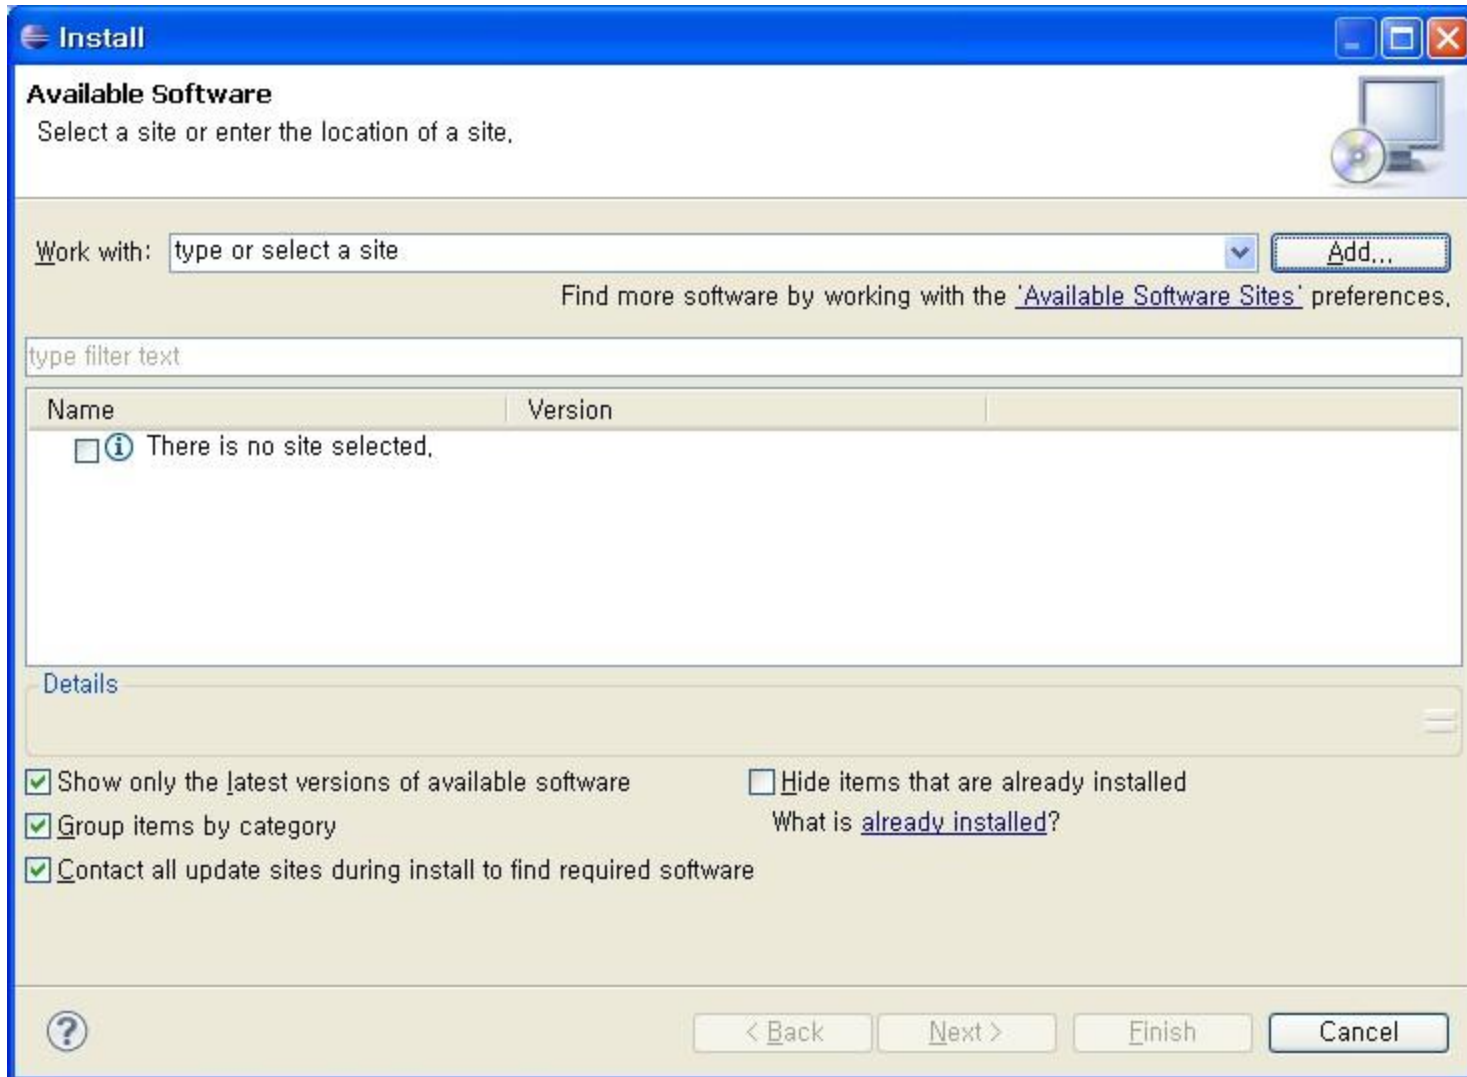 Install
Available Software
Select a site or enter the location of a site.
Work with: type or select a site Add...
Find more software by working with the 'Available Software Sites' preferences.
type filter text
Name Version
There is no site selected.
Details
Show only the latest versions of available software Hide items that are already installed
Group items by category What is already installed?
Contact all update sites during install to find required software
? < Back Next > Finish Cancel